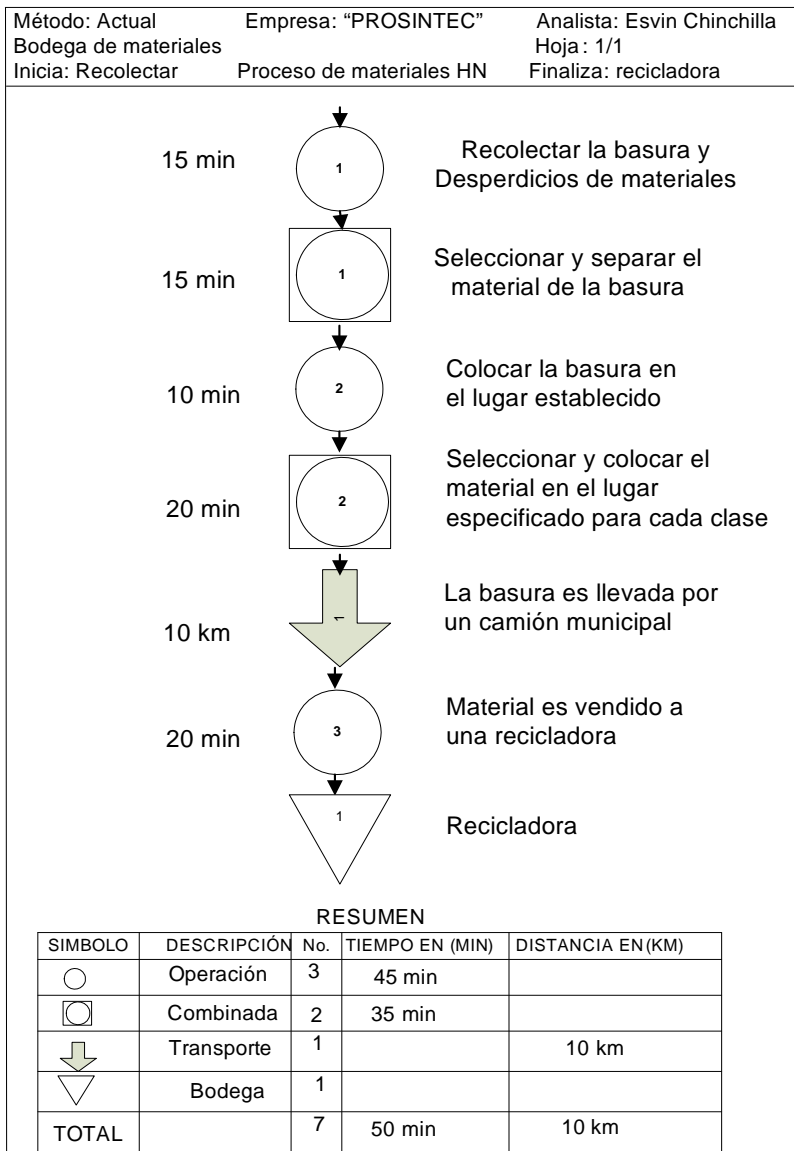 Método: Actual Empresa: “PROSINTEC” Analista: Esvin Chinchilla
Bodega de materiales Hoja : 1/1
Inicia: Recolectar Proceso de materiales HN Finaliza: recicladora
15 min 1 Recolectar la basura y
Desperdicios de materiales
15 min 1 Seleccionar y separar el
material de la basura
10 min 2 Colocar la basura en
el lugar establecido
20 min 2 Seleccionar y colocar el
material en el lugar
especificado para cada clase
10 km 1 La basura es llevada por
un camión municipal
20 min 3 Material es vendido a
una recicladora
1 Recicladora
RESUMEN
SIMBOLO DESCRIPCIÓN No. TIEMPO EN (MIN) DISTANCIA EN(KM)
Operación 3 45 min
Combinada 2 35 min
Transporte 1 10 km
Bodega 1
TOTAL 7 50 min 10 km